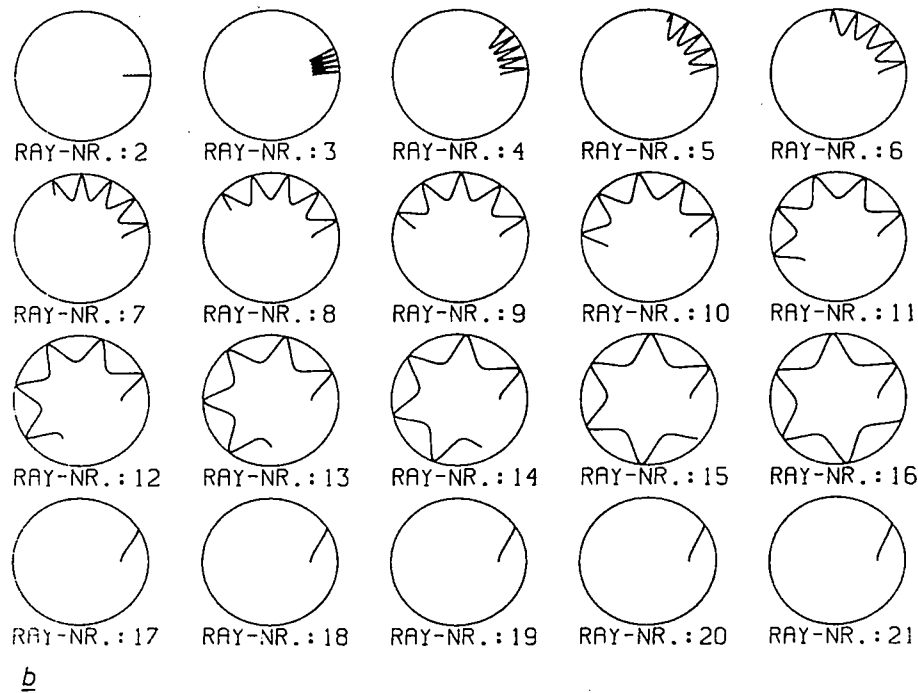 RAY-NR.:2 RAY-NR.:3 RAY-NR.:4 RAY-NR.:5 RAY-NR.:6
RAY-NR.:7 RAY-NR.:8 RAY-NR.:9 RAY-NR.:10 RAY-NR.:11
RAY-NR.:12 RAY-NR.:13 RAY-NR.:14 RAY-NR.:15 RAY-NR.:16
RAY-NR.:17 RAY-NR.:18 RAY-NR.:19 RAY-NR.:20 RAY-NR.:21
b